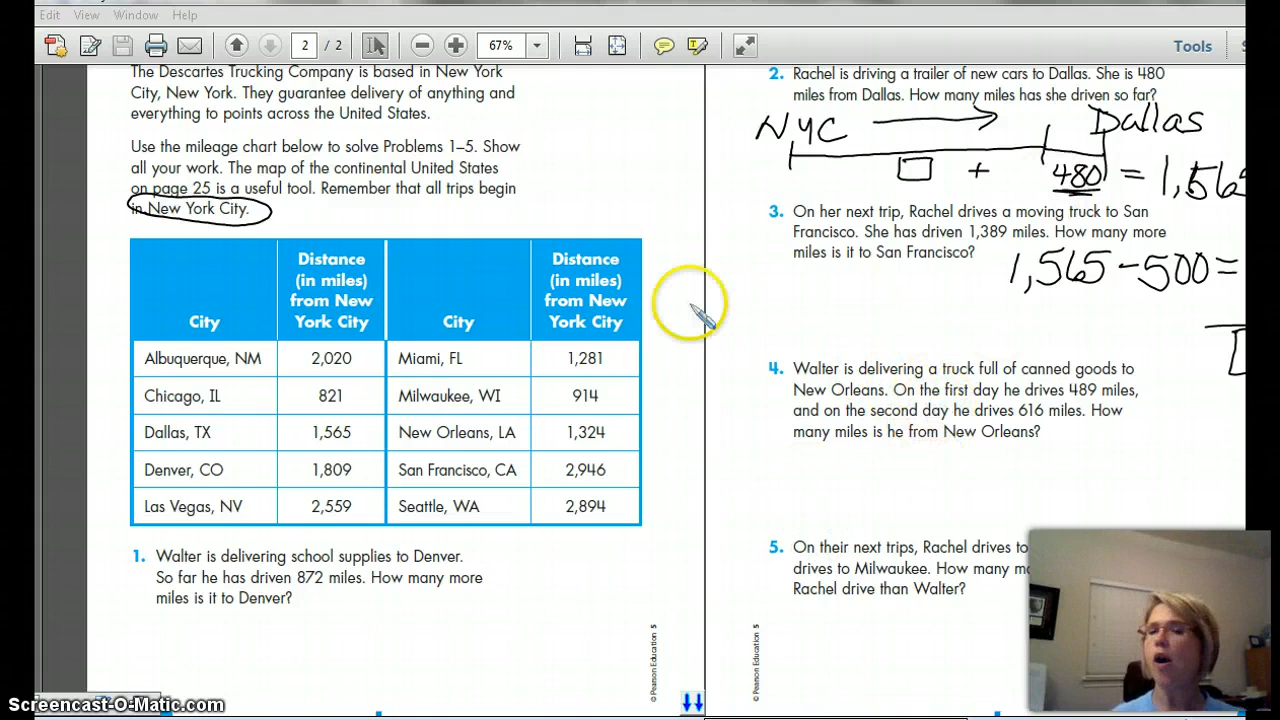 Edit View Window Help
2 / 2 67% Tools
The Descartes Trucking Company is based in New York
City, New York. They guarantee delivery of anything and
everything to points across the United States.
Use the mileage chart below to solve Problems 1–5. Show
all your work. The map of the continental United States
on page 25 is a useful tool. Remember that all trips begin
in New York City.
City Distance (in miles) from New York City City Distance (in miles) from New York City
Albuquerque, NM 2,020 Miami, FL 1,281
Chicago, IL 821 Milwaukee, WI 914
Dallas, TX 1,565 New Orleans, LA 1,324
Denver, CO 1,809 San Francisco, CA 2,946
Las Vegas, NV 2,559 Seattle, WA 2,894
1. Walter is delivering school supplies to Denver.
So far he has driven 872 miles. How many more
miles is it to Denver?
© Pearson Education 5
2. Rachel is driving a trailer of new cars to Dallas. She is 480
miles from Dallas. How many miles has she driven so far?
NYC Dallas
+ 480 = 1,565
3. On her next trip, Rachel drives a moving truck to San
Francisco. She has driven 1,389 miles. How many more
miles is it to San Francisco?
1,565 - 500 =
4. Walter is delivering a truck full of canned goods to
New Orleans. On the first day he drives 489 miles,
and on the second day he drives 616 miles. How
many miles is he from New Orleans?
5. On their next trips, Rachel drives to
drives to Milwaukee. How many
Rachel drive than Walter?
© Pearson Education 5
Screencast-O-Matic.com